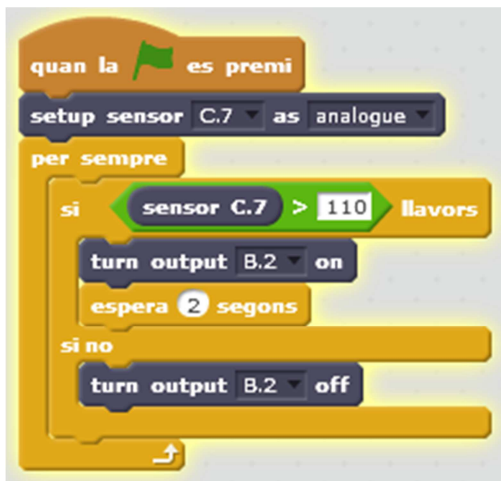 quan la es premi
setup sensor C.7 as analogue
per sempre
si sensor C.7 > 110 llavors
turn output B.2 on
espera 2 segons
si no
turn output B.2 off